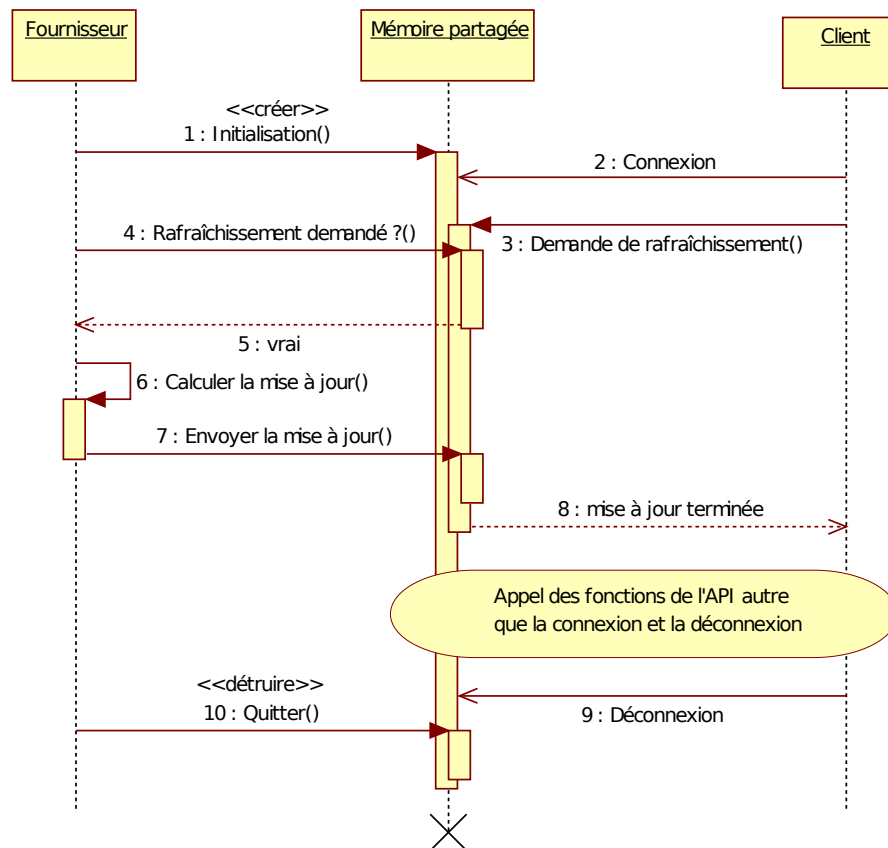 Fournisseur
Mémoire partagée
Client
<<créer>>
1 : Initialisation()
2 : Connexion
4 : Rafraîchissement demandé ?()
3 : Demande de rafraîchissement()
5 : vrai
6 : Calculer la mise à jour()
7 : Envoyer la mise à jour()
8 : mise à jour terminée
Appel des fonctions de l'API autre
que la connexion et la déconnexion
<<détruire>>
10 : Quitter()
9 : Déconnexion